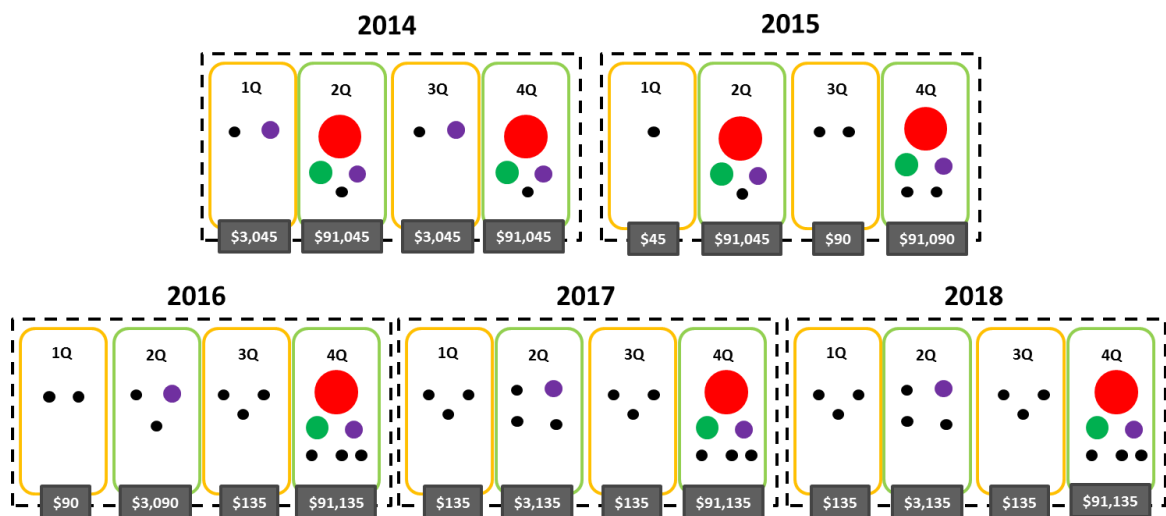 2014
2015
1Q 2Q 3Q 4Q
1Q 2Q 3Q 4Q
$3,045 $91,045 $3,045 $91,045
$45 $91,045 $90 $91,090
2016
2017
2018
1Q 2Q 3Q 4Q
1Q 2Q 3Q 4Q
1Q 2Q 3Q 4Q
$90 $3,090 $135 $91,135
$135 $3,135 $135 $91,135
$135 $3,135 $135 $91,135